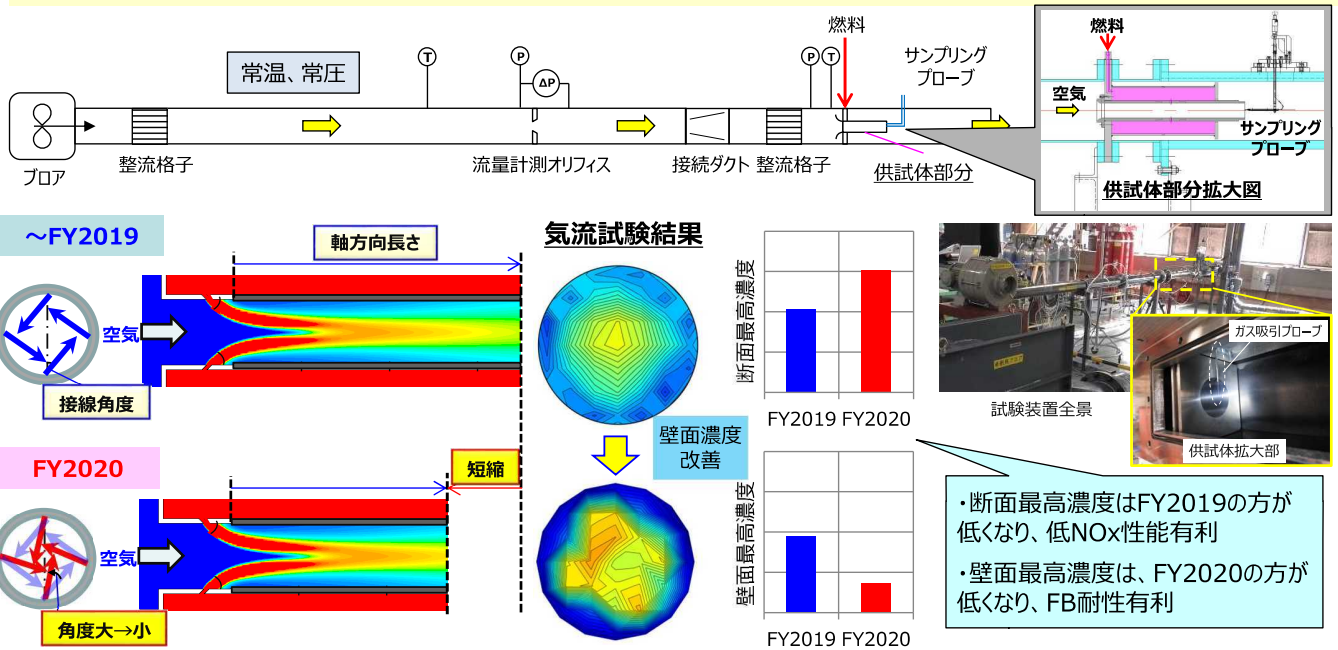 燃料
常温、常圧
T
P
ΔP
P
T
サンプリング
プローブ
ブロア
整流格子
流量計測オリフィス
接続ダクト
整流格子
供試体部分
燃料
空気
サンプリング
プローブ
供試体部分拡大図
～FY2019
軸方向長さ
空気
接線角度
FY2020
短縮
空気
角度大→小
気流試験結果
壁面濃度
改善
断面最高濃度
FY2019 FY2020
壁面最高濃度
FY2019 FY2020
ガス吸引プローブ
試験装置全景
供試体拡大部
・断面最高濃度はFY2019の方が
低くなり、低NOx性能有利
・壁面最高濃度は、FY2020の方が
低くなり、FB耐性有利